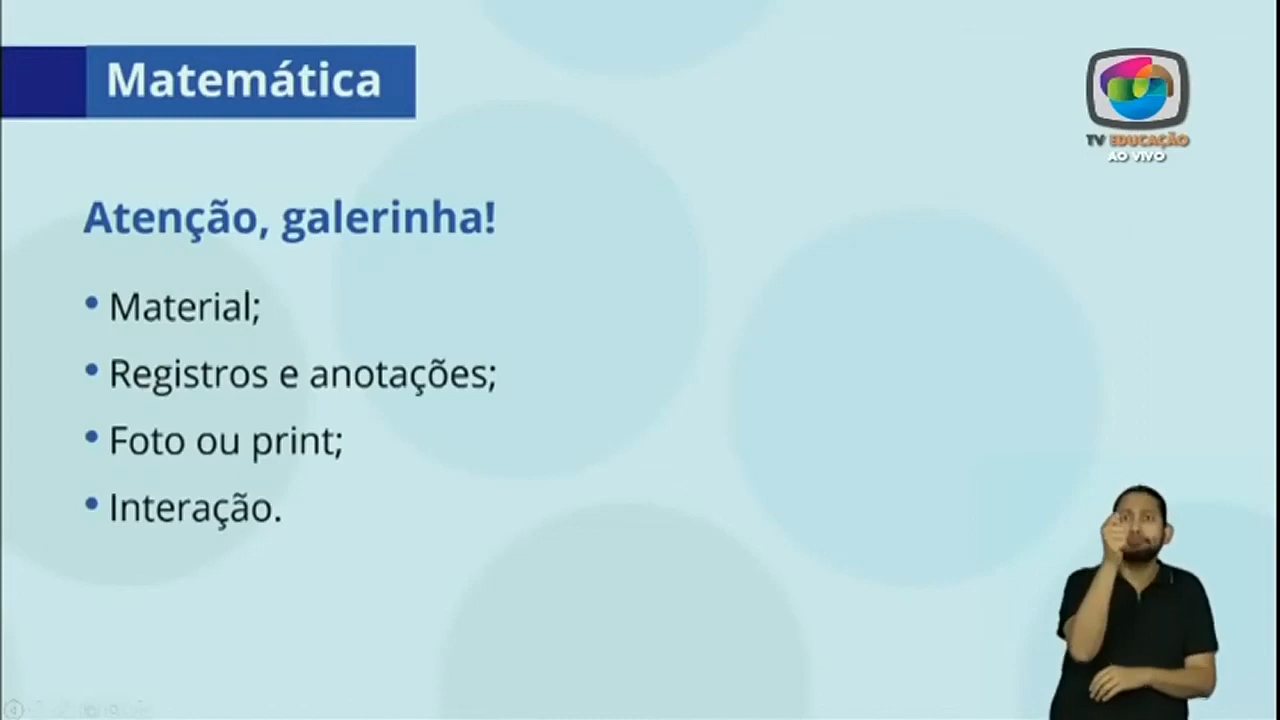 Matemática
TV EDUCAÇÃO
AO VIVO
Atenção, galerinha!
• Material;
• Registros e anotações;
• Foto ou print;
• Interação.